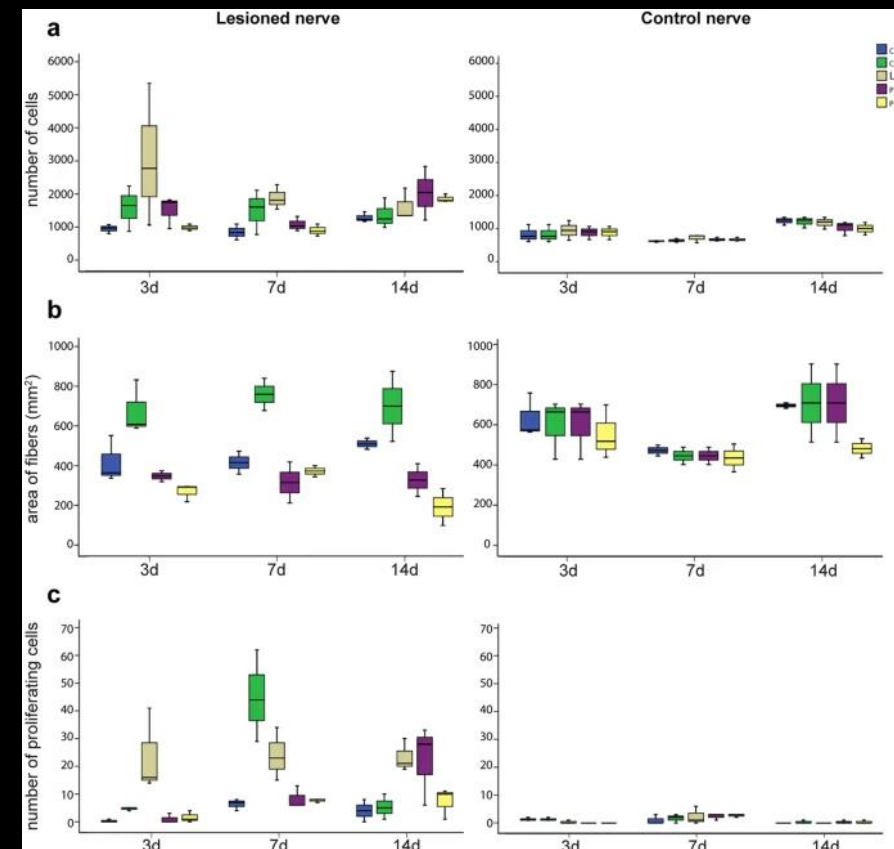 Lesioned nerve
Control nerve
a
number of cells
6000
5000
4000
3000
2000
1000
0
3d
7d
14d
6000
5000
4000
3000
2000
1000
0
3d
7d
14d
C
C
L
P
P
b
area of fibers (mm²)
1000
800
600
400
200
0
3d
7d
14d
1000
800
600
400
200
0
3d
7d
14d
c
number of proliferating cells
70
60
50
40
30
20
10
0
3d
7d
14d
70
60
50
40
30
20
10
0
3d
7d
14d